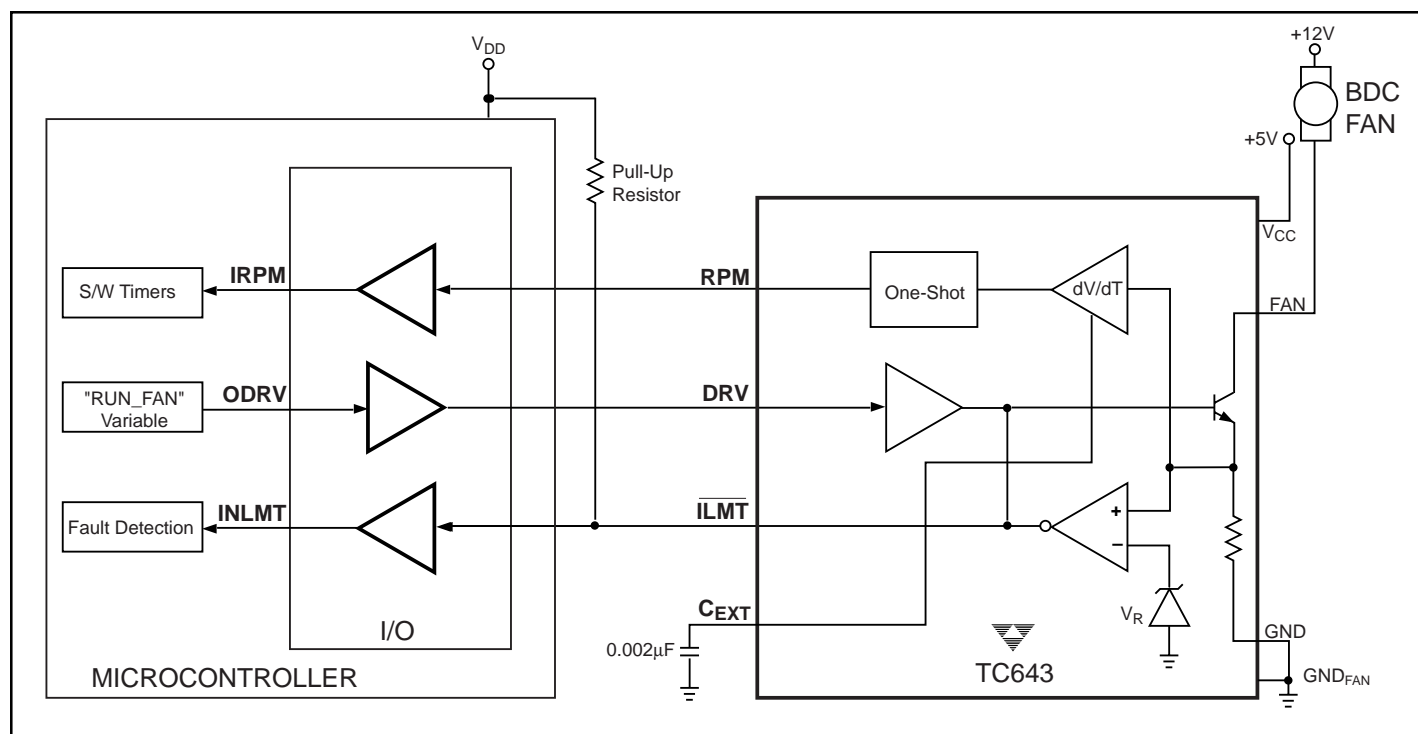 V_DD
+12V
BDC
FAN
+5V
Pull-Up
Resistor
V_CC
S/W Timers
IRPM
RPM
One-Shot
dV/dT
FAN
"RUN_FAN"
Variable
ODRV
DRV
Fault Detection
INLMT
ILMT
+
−
V_R
C_EXT
0.002µF
I/O
GND
MICROCONTROLLER
TC643
GND_FAN